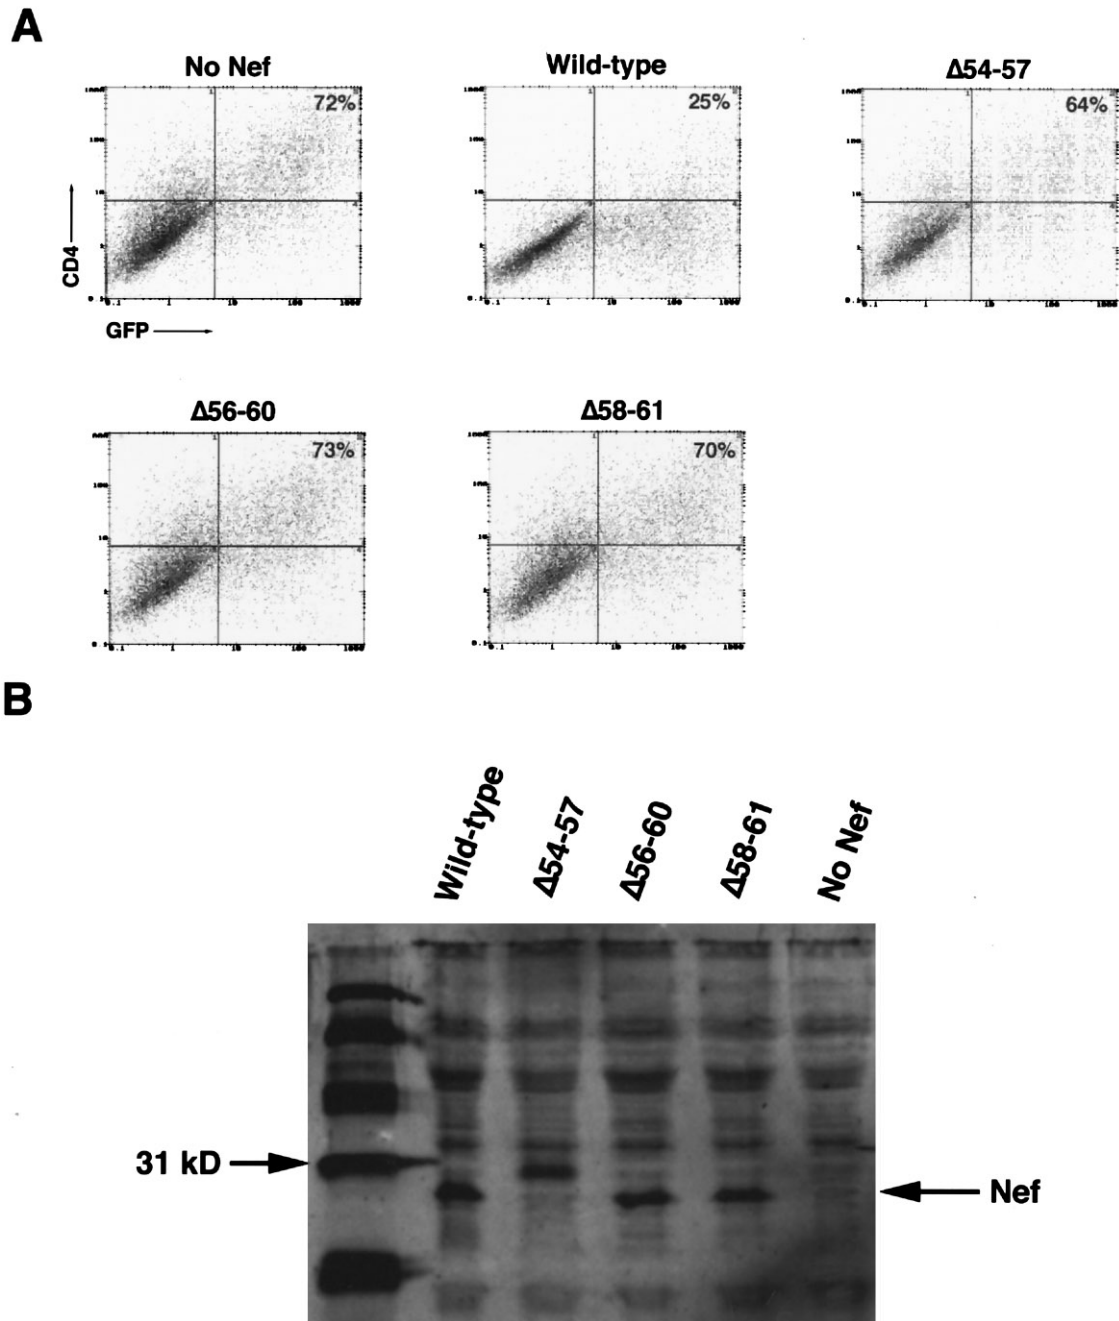 A
No Nef
Wild-type
Δ54-57
72%
25%
64%
CD4
GFP
Δ56-60
Δ58-61
73%
70%
B
Wild-type
Δ54-57
Δ56-60
Δ58-61
No Nef
31 kD
Nef